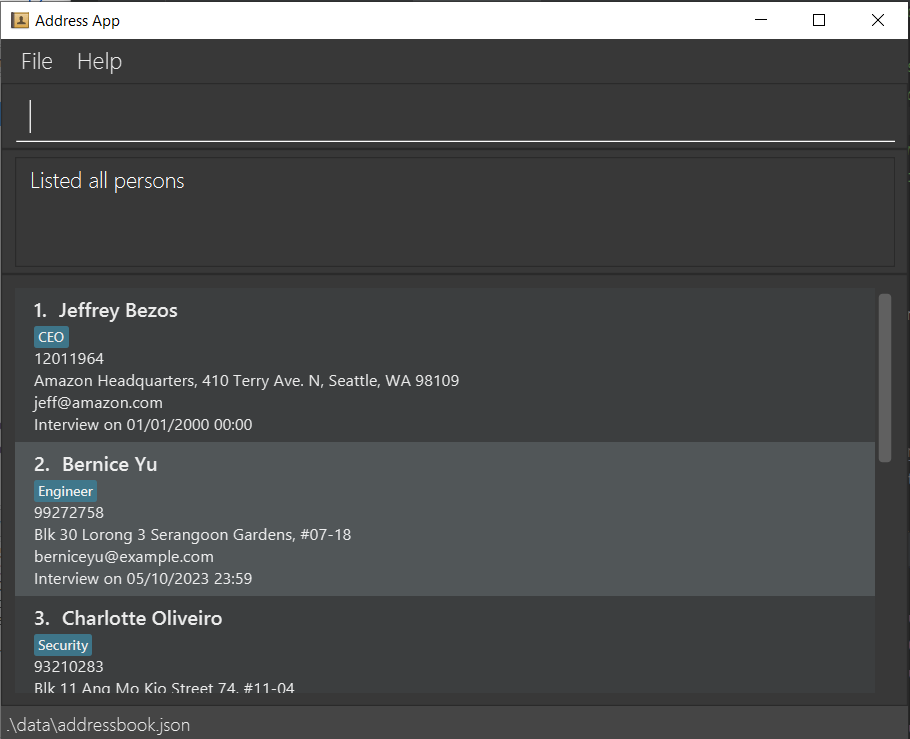 Address App
File Help
Listed all persons
1. Jeffrey Bezos
CEO
12011964
Amazon Headquarters, 410 Terry Ave. N, Seattle, WA 98109
jeff@amazon.com
Interview on 01/01/2000 00:00
2. Bernice Yu
Engineer
99272758
Blk 30 Lorong 3 Serangoon Gardens, #07-18
berniceyu@example.com
Interview on 05/10/2023 23:59
3. Charlotte Oliveiro
Security
93210283
Blk 11 Ang Mo Kio Street 74, #11-04
.\data\addressbook.json